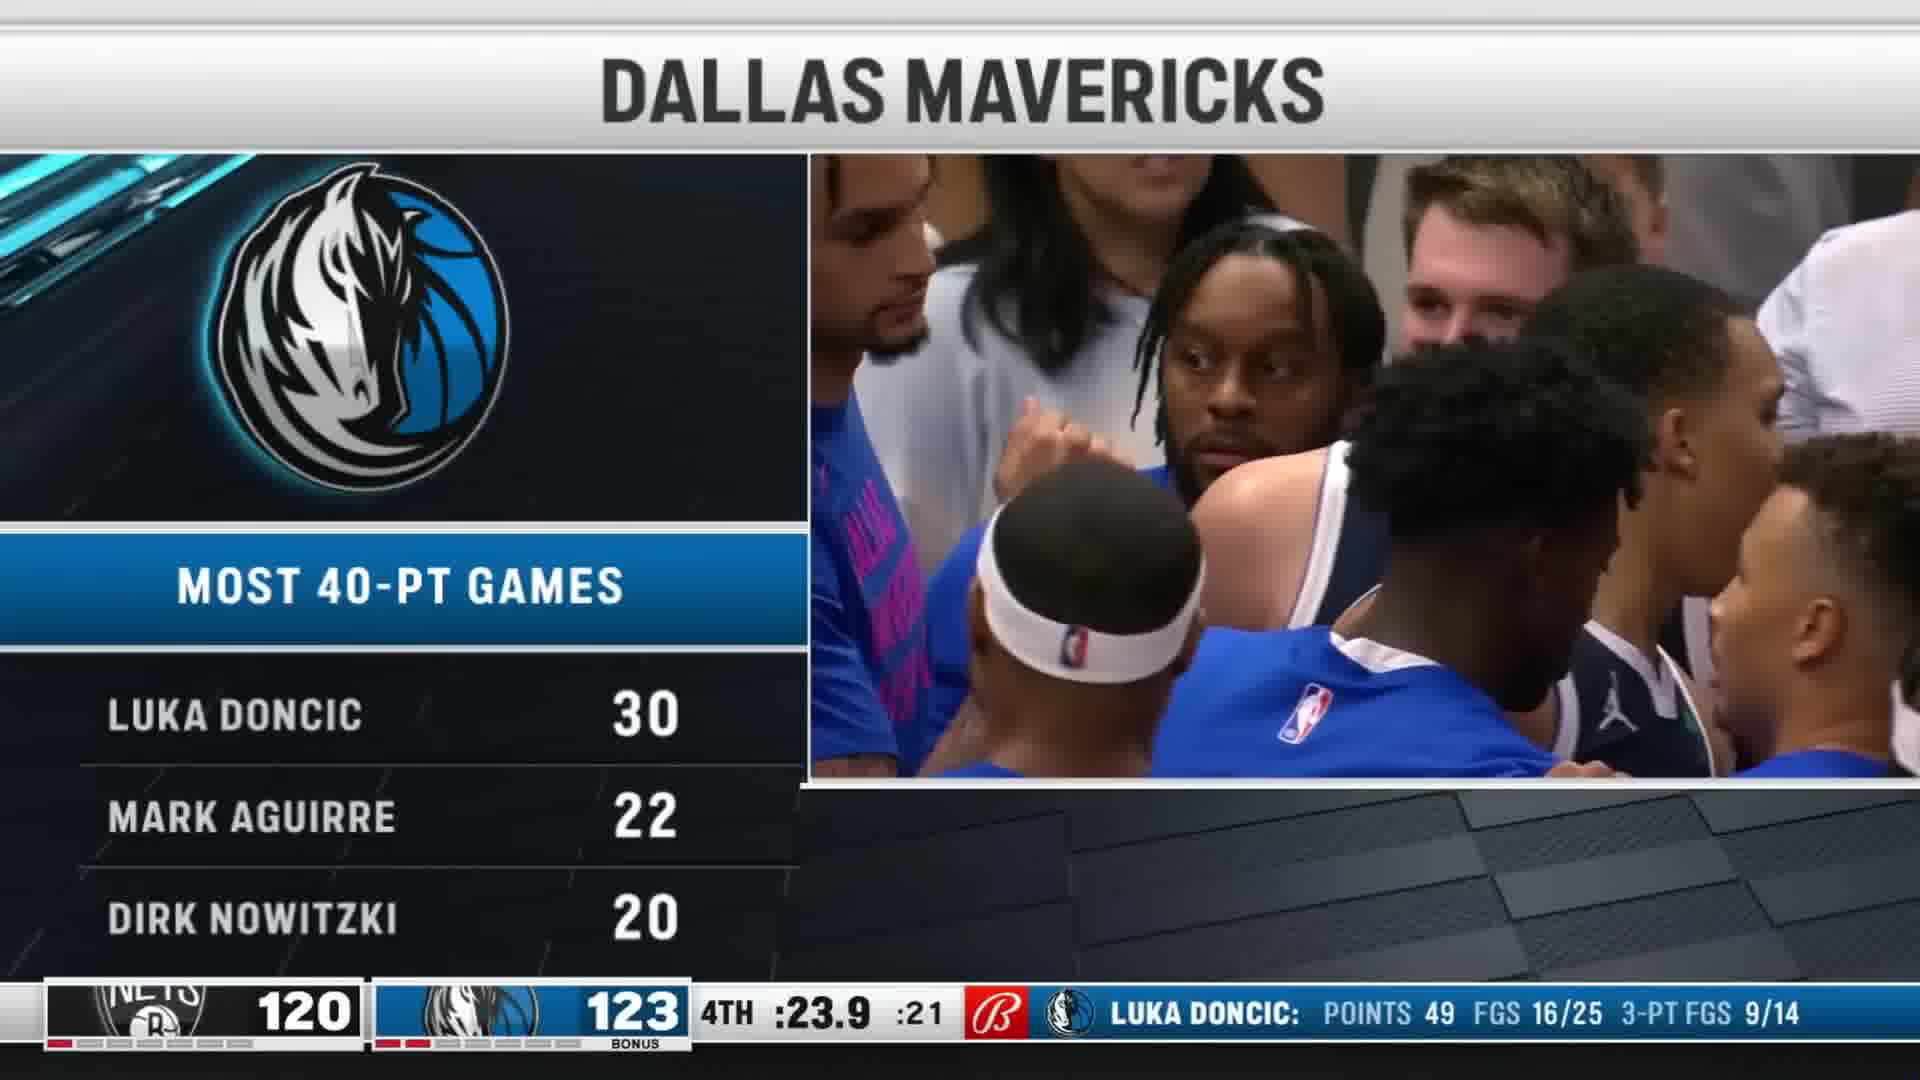 DALLAS MAVERICKS
MOST 40-PT GAMES
LUKA DONCIC 30
MARK AGUIRRE 22
DIRK NOWITZKI 20
NETS B 120 123 BONUS 4TH :23.9 :21 B LUKA DONCIC: POINTS 49 FGS 16/25 3-PT FGS 9/14